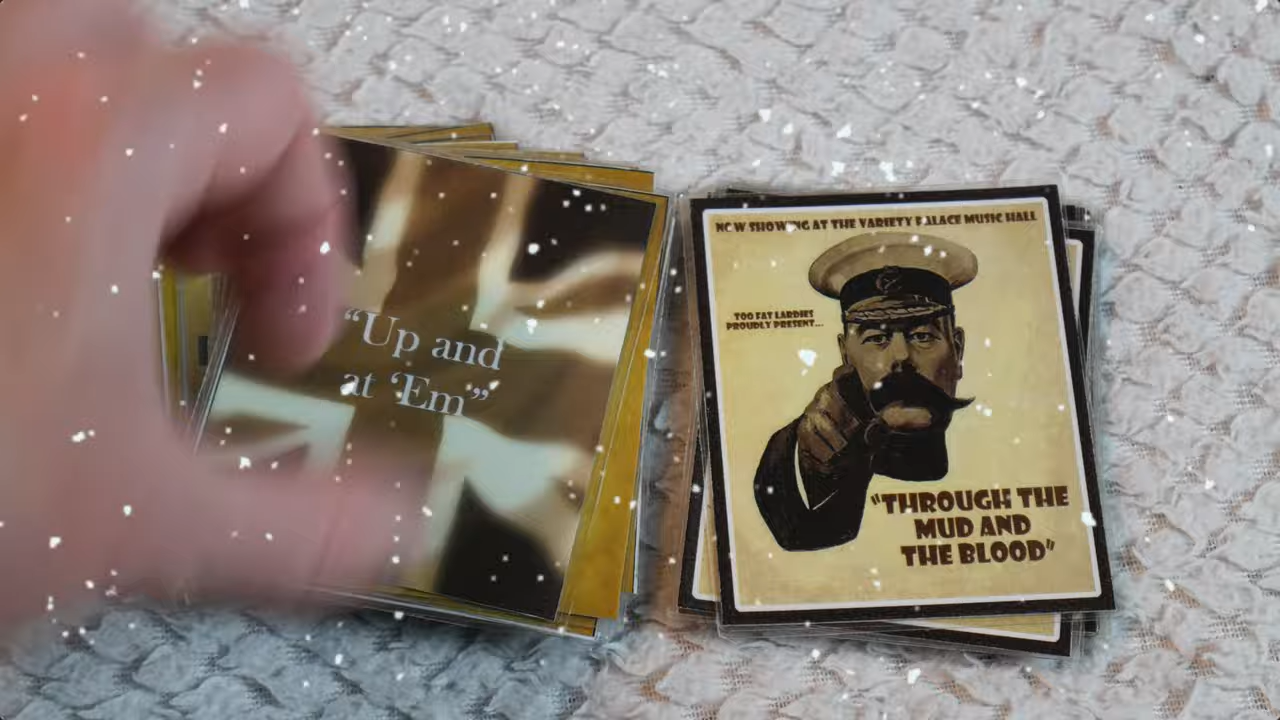 “Up and
at ‘Em”
NOW SHOWING AT THE VARIETY PALACE MUSIC HALL
TOO FAT LARDIES
PROUDLY PRESENT...
"THROUGH THE
MUD AND
THE BLOOD"